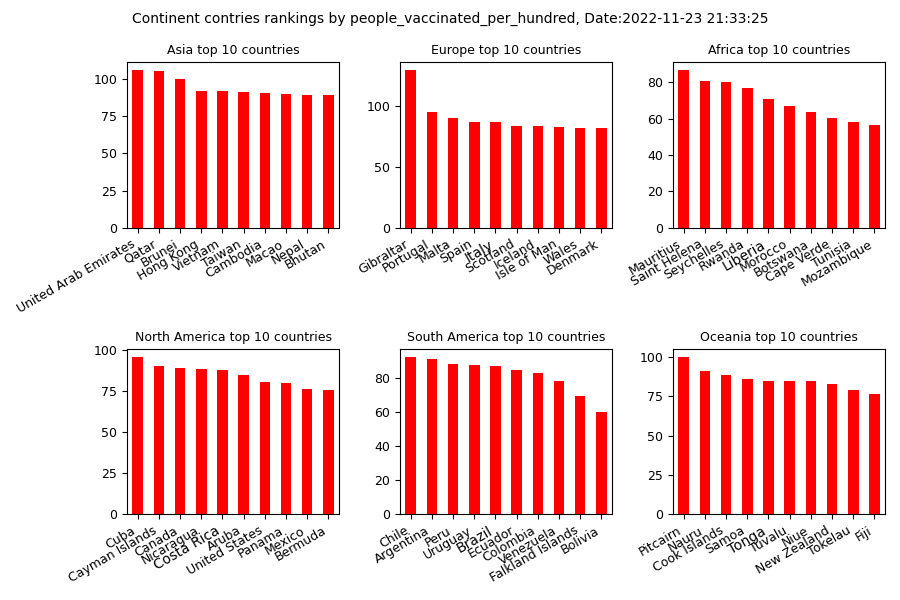 Continent contries rankings by people_vaccinated_per_hundred, Date:2022-11-23 21:33:25
Asia top 10 countries
100
75
50
25
0
United Arab Emirates
Qatar
Brunei
Hong Kong
Vietnam
Taiwan
Cambodia
Macao
Nepal
Bhutan
Europe top 10 countries
100
50
0
Gibraltar
Portugal
Malta
Spain
Italy
Scotland
Iceland
Isle of Man
Wales
Denmark
Africa top 10 countries
80
60
40
20
0
Mauritius
Saint Helena
Seychelles
Rwanda
Liberia
Morocco
Botswana
Cape Verde
Tunisia
Mozambique
North America top 10 countries
100
75
50
25
0
Cuba
Cayman Islands
Canada
Nicaragua
Costa Rica
Aruba
United States
Panama
Mexico
Bermuda
South America top 10 countries
80
60
40
20
0
Chile
Argentina
Peru
Uruguay
Brazil
Ecuador
Colombia
Venezuela
Falkland Islands
Bolivia
Oceania top 10 countries
100
75
50
25
0
Pitcairn
Nauru
Cook Islands
Samoa
Tonga
Tuvalu
Niue
New Zealand
Tokelau
Fiji